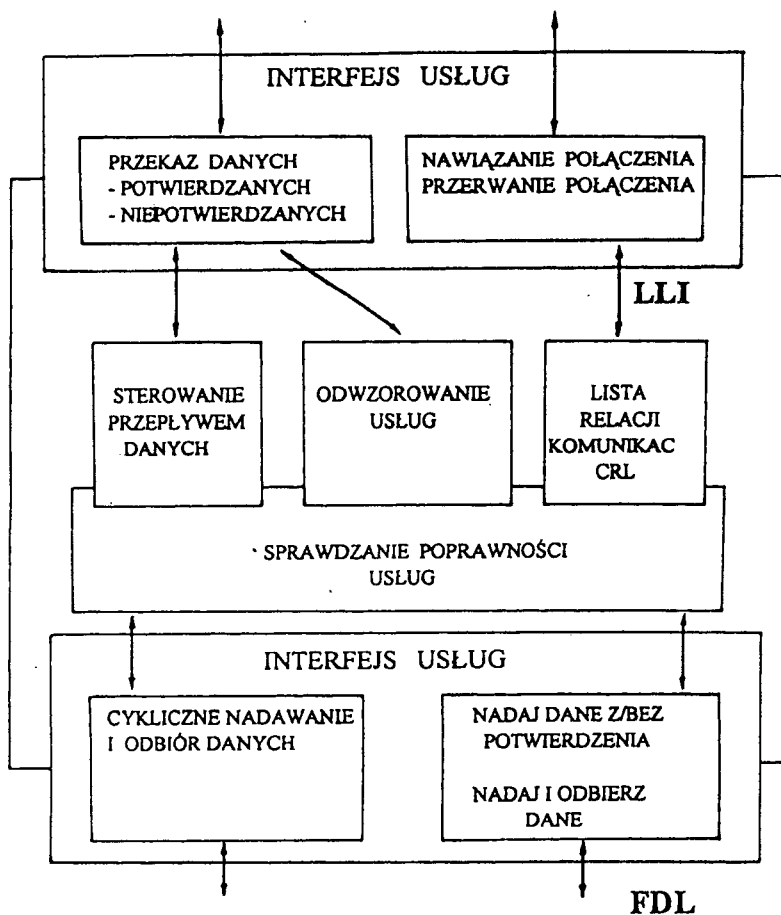 INTERFEJS USŁUG
PRZEKAZ DANYCH
- POTWIERDZANYCH
- NIEPOTWIERDZANYCH
NAWIĄZANIE POŁĄCZENIA
PRZERWANIE POŁĄCZENIA
LLI
STEROWANIE
PRZEPŁYWEM
DANYCH
ODWZOROWANIE
USŁUG
LISTA
RELACJI
KOMUNIKAC
CRL
SPRAWDZANIE POPRAWNOŚCI
USŁUG
INTERFEJS USŁUG
CYKLICZNE NADAWANIE
I ODBIÓR DANYCH
NADAJ DANE Z/BEZ
POTWIERDZENIA
NADAJ I ODBIERZ
DANE
FDL